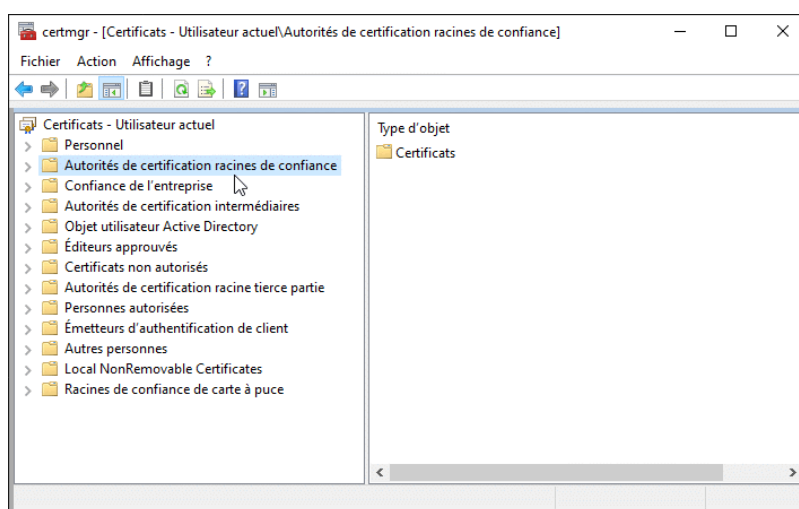 certmgr - [Certificats - Utilisateur actuel\Autorités de certification racines de confiance]
Fichier Action Affichage ?
Certificats - Utilisateur actuel
Personnel
Autorités de certification racines de confiance
Confiance de l'entreprise
Autorités de certification intermédiaires
Objet utilisateur Active Directory
Éditeurs approuvés
Certificats non autorisés
Autorités de certification racine tierce partie
Personnes autorisées
Émetteurs d'authentification de client
Autres personnes
Local NonRemovable Certificates
Racines de confiance de carte à puce
Type d'objet
Certificats